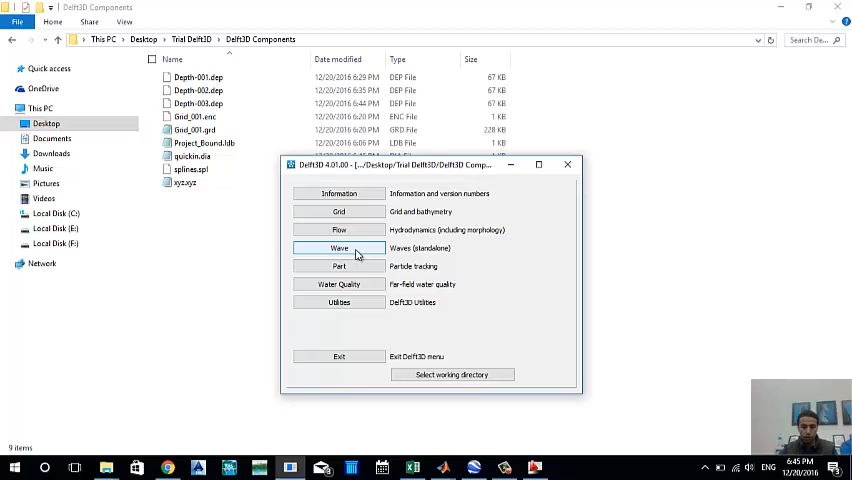 Delft3D Components
File
Home
Share
View
This PC
Desktop
Trial Delft3D
Delft3D Components
Search De...
Name
Date modified
Type
Size
Quick access
OneDrive
This PC
Desktop
Documents
Downloads
Music
Pictures
Videos
Local Disk (C:)
Local Disk (E:)
Local Disk (F:)
Network
Depth-001.dep 12/20/2016 6:29 PM DEP File 67 KB
Depth-002.dep 12/20/2016 6:35 PM DEP File 67 KB
Depth-003.dep 12/20/2016 6:44 PM DEP File 67 KB
Grid_001.enc 12/20/2016 6:20 PM ENC File 1 KB
Grid_001.grd 12/20/2016 6:20 PM GRD File 228 KB
Project_Bound.ldb 12/20/2016 6:06 PM LDB File 2 KB
quickin.dia
splines.spl
xyz.xyz
Delft3D 4.01.00 - [.../Desktop/Trial Delft3D/Delft3D Comp...
Information Information and version numbers
Grid Grid and bathymetry
Flow Hydrodynamics (including morphology)
Wave Waves (standalone)
Part Particle tracking
Water Quality Far-field water quality
Utilities Delft3D Utilities
Exit Exit Delft3D menu
Select working directory
9 items
ENG
6:45 PM
12/20/2016